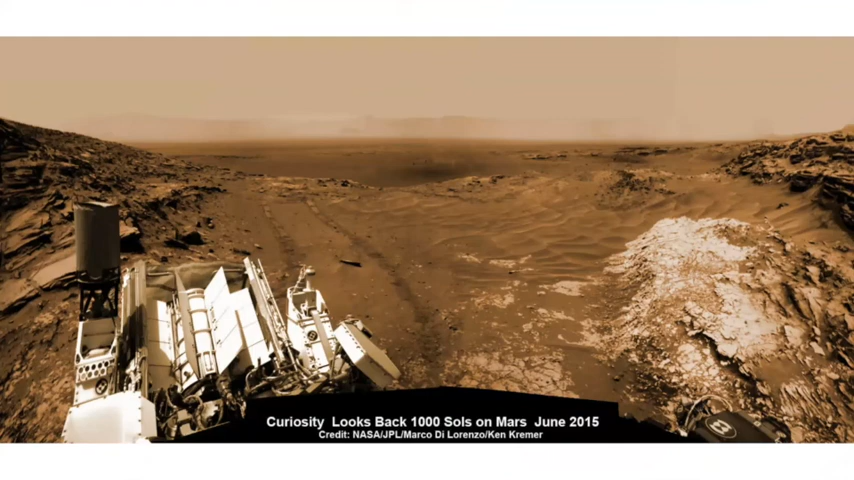 Curiosity Looks Back 1000 Sols on Mars June 2015
Credit: NASA/JPL/Marco Di Lorenzo/Ken Kremer